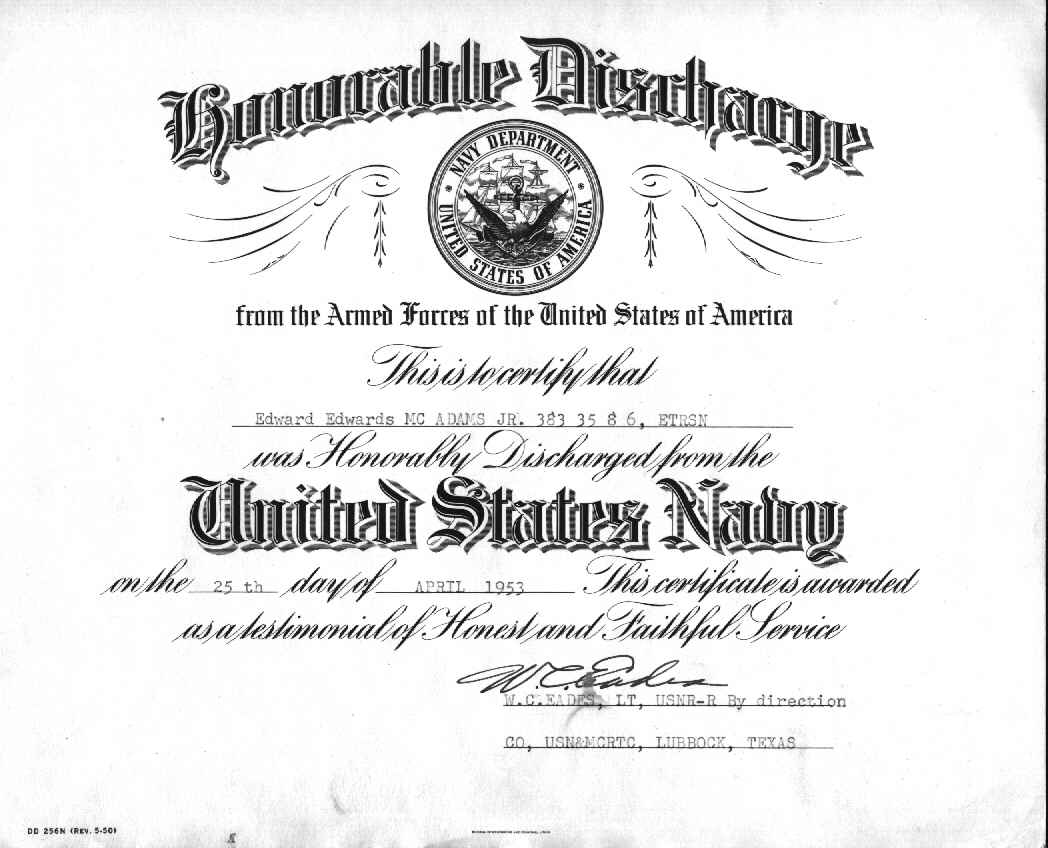 Honorable Discharge
NAVY DEPARTMENT
UNITED STATES OF AMERICA
from the Armed Forces of the United States of America
This is to certify that
Edward Edwards MC ADAMS JR. 383 35 8 6, ETRSN
was Honorably Discharged from the
United States Navy
on the 25 th day of APRIL 1953 This certificate is awarded
as a testimonial of Honest and Faithful Service
W.C. Eades
W.C.EADES, LT, USNR-R By direction
CO, USN&MCRTC, LUBBOCK, TEXAS
DD 256N (REV. 5-50)